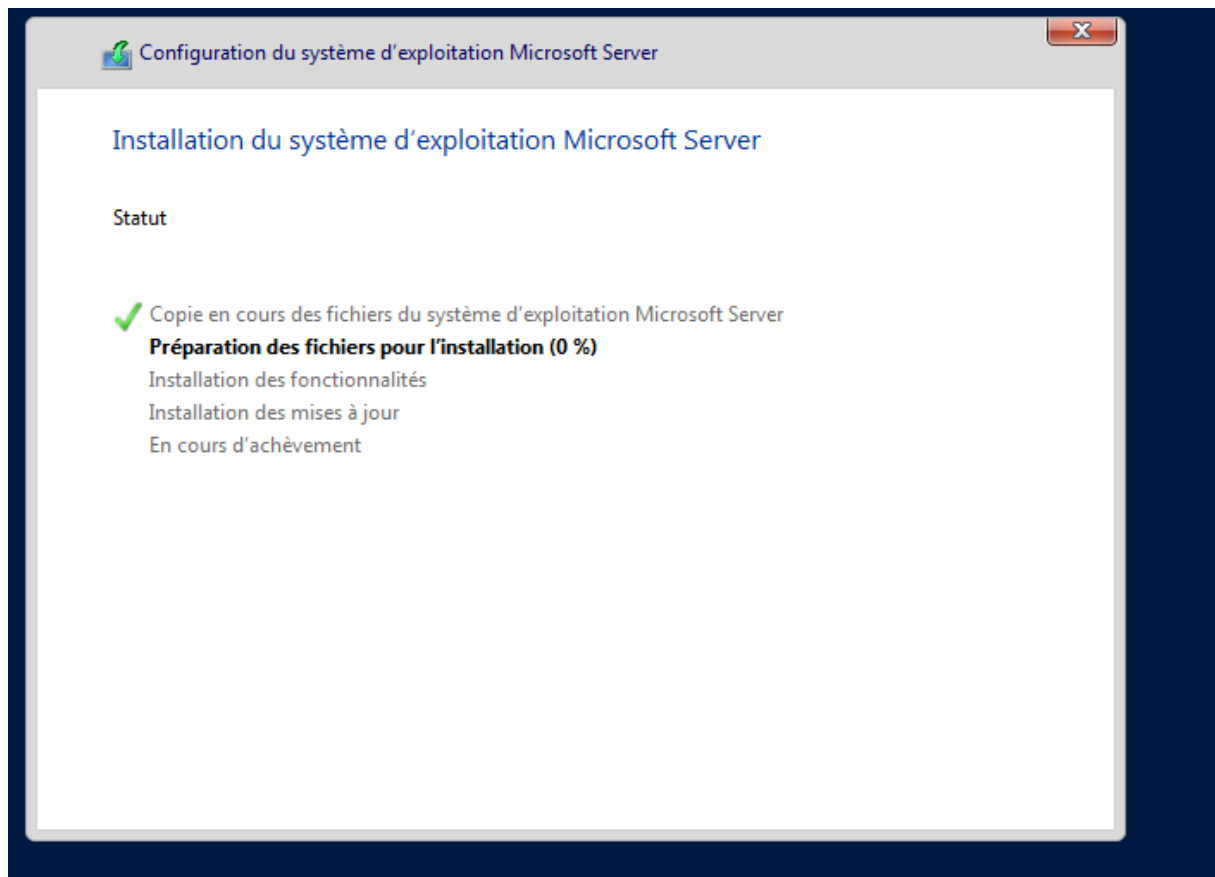 Configuration du système d'exploitation Microsoft Server
Installation du système d'exploitation Microsoft Server
Statut
Copie en cours des fichiers du système d'exploitation Microsoft Server
Préparation des fichiers pour l'installation (0 %)
Installation des fonctionnalités
Installation des mises à jour
En cours d'achèvement